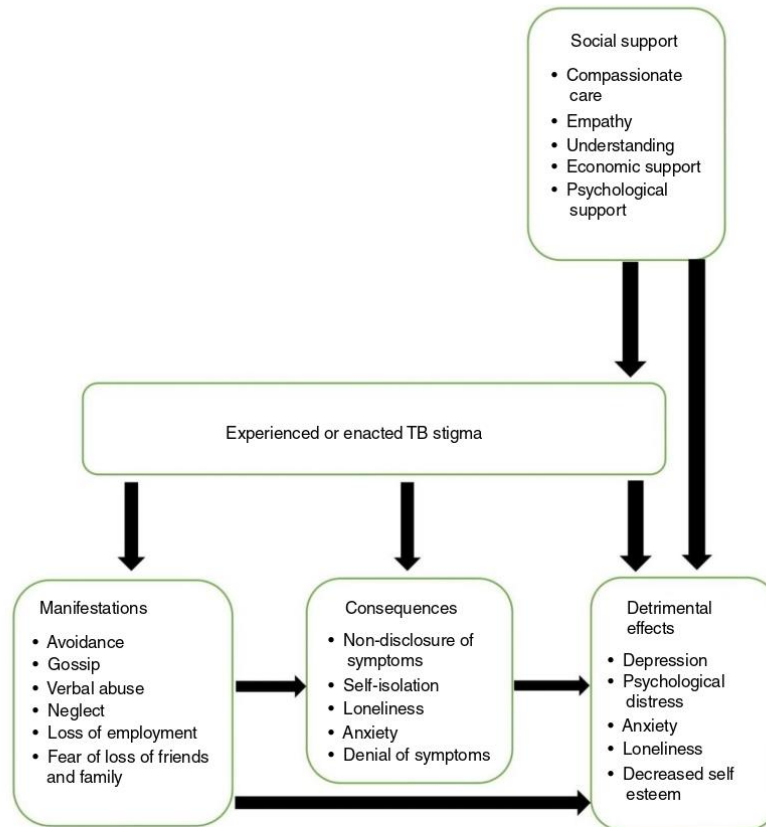 Social support
• Compassionate
care
• Empathy
• Understanding
• Economic support
• Psychological
support
Experienced or enacted TB stigma
Manifestations
• Avoidance
• Gossip
• Verbal abuse
• Neglect
• Loss of employment
• Fear of loss of friends
and family
Consequences
• Non-disclosure of
symptoms
• Self-isolation
• Loneliness
• Anxiety
• Denial of symptoms
Detrimental
effects
• Depression
• Psychological
distress
• Anxiety
• Loneliness
• Decreased self
esteem